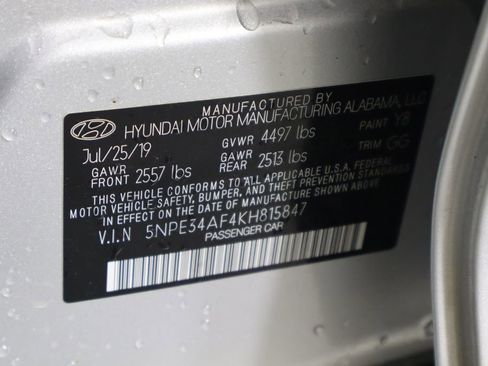 MANUFACTURED BY
HYUNDAI MOTOR MANUFACTURING ALABAMA, LLC
Jul/25/19 GVWR 4497 lbs PAINT Y8
GAWR FRONT 2557 lbs GAWR REAR 2513 lbs TRIM GG
THIS VEHICLE CONFORMS TO ALL APPLICABLE U.S.A. FEDERAL
MOTOR VEHICLE SAFETY, BUMPER, AND THEFT PREVENTION STANDARDS
IN EFFECT ON THE DATE OF MANUFACTURE SHOWN ABOVE.
V.I.N 5NPE34AF4KH815847
PASSENGER CAR